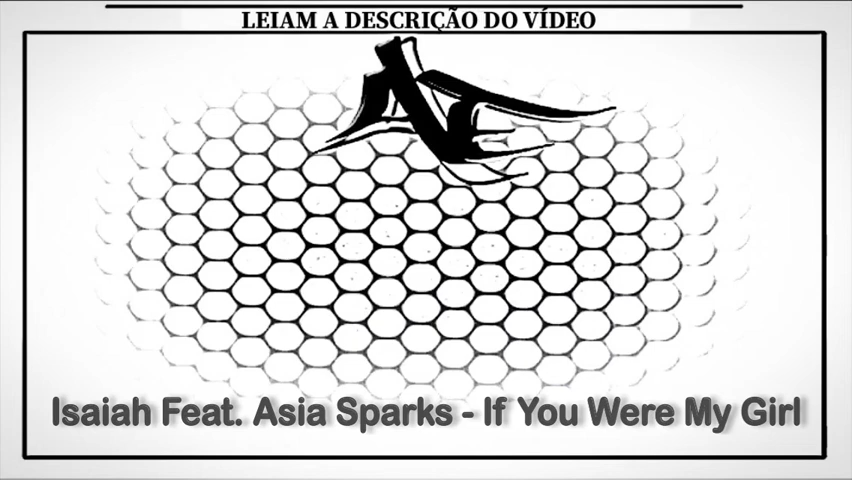 LEIAM A DESCRIÇÃO DO VÍDEO
Isaiah Feat. Asia Sparks - If You Were My Girl